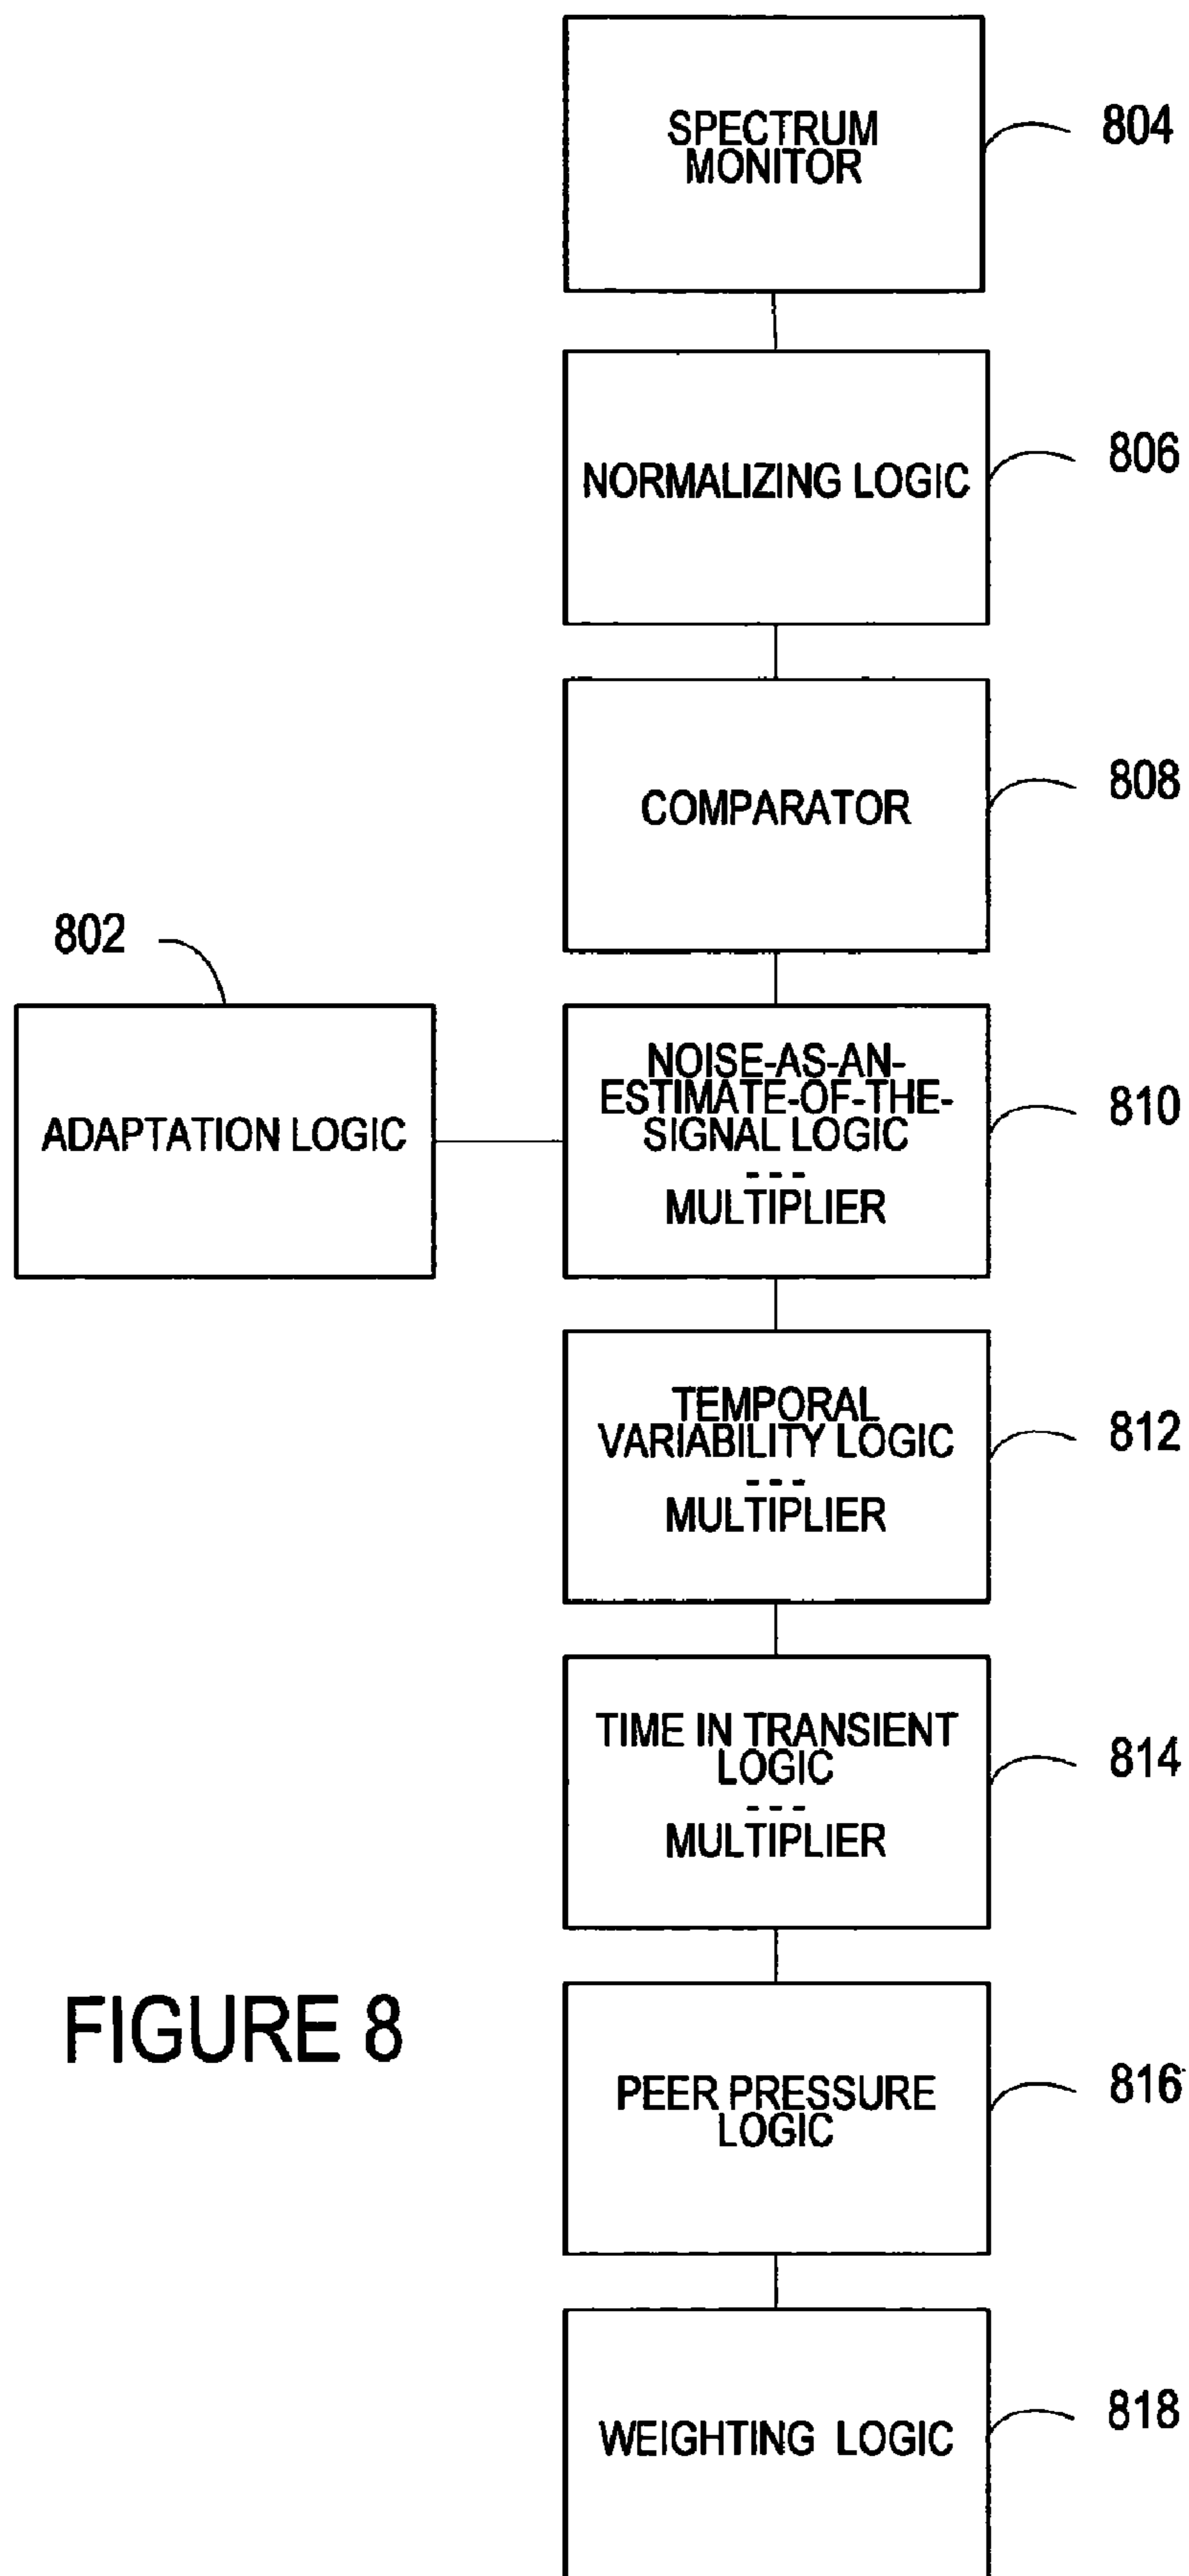 SPECTRUM
MONITOR
804
NORMALIZING LOGIC
806
COMPARATOR
808
802
ADAPTATION LOGIC
NOISE-AS-AN-
ESTIMATE-OF-THE-
SIGNAL LOGIC
---
MULTIPLIER
810
TEMPORAL
VARIABILITY LOGIC
---
MULTIPLIER
812
TIME IN TRANSIENT
LOGIC
---
MULTIPLIER
814
FIGURE 8
PEER PRESSURE
LOGIC
816
WEIGHTING LOGIC
818